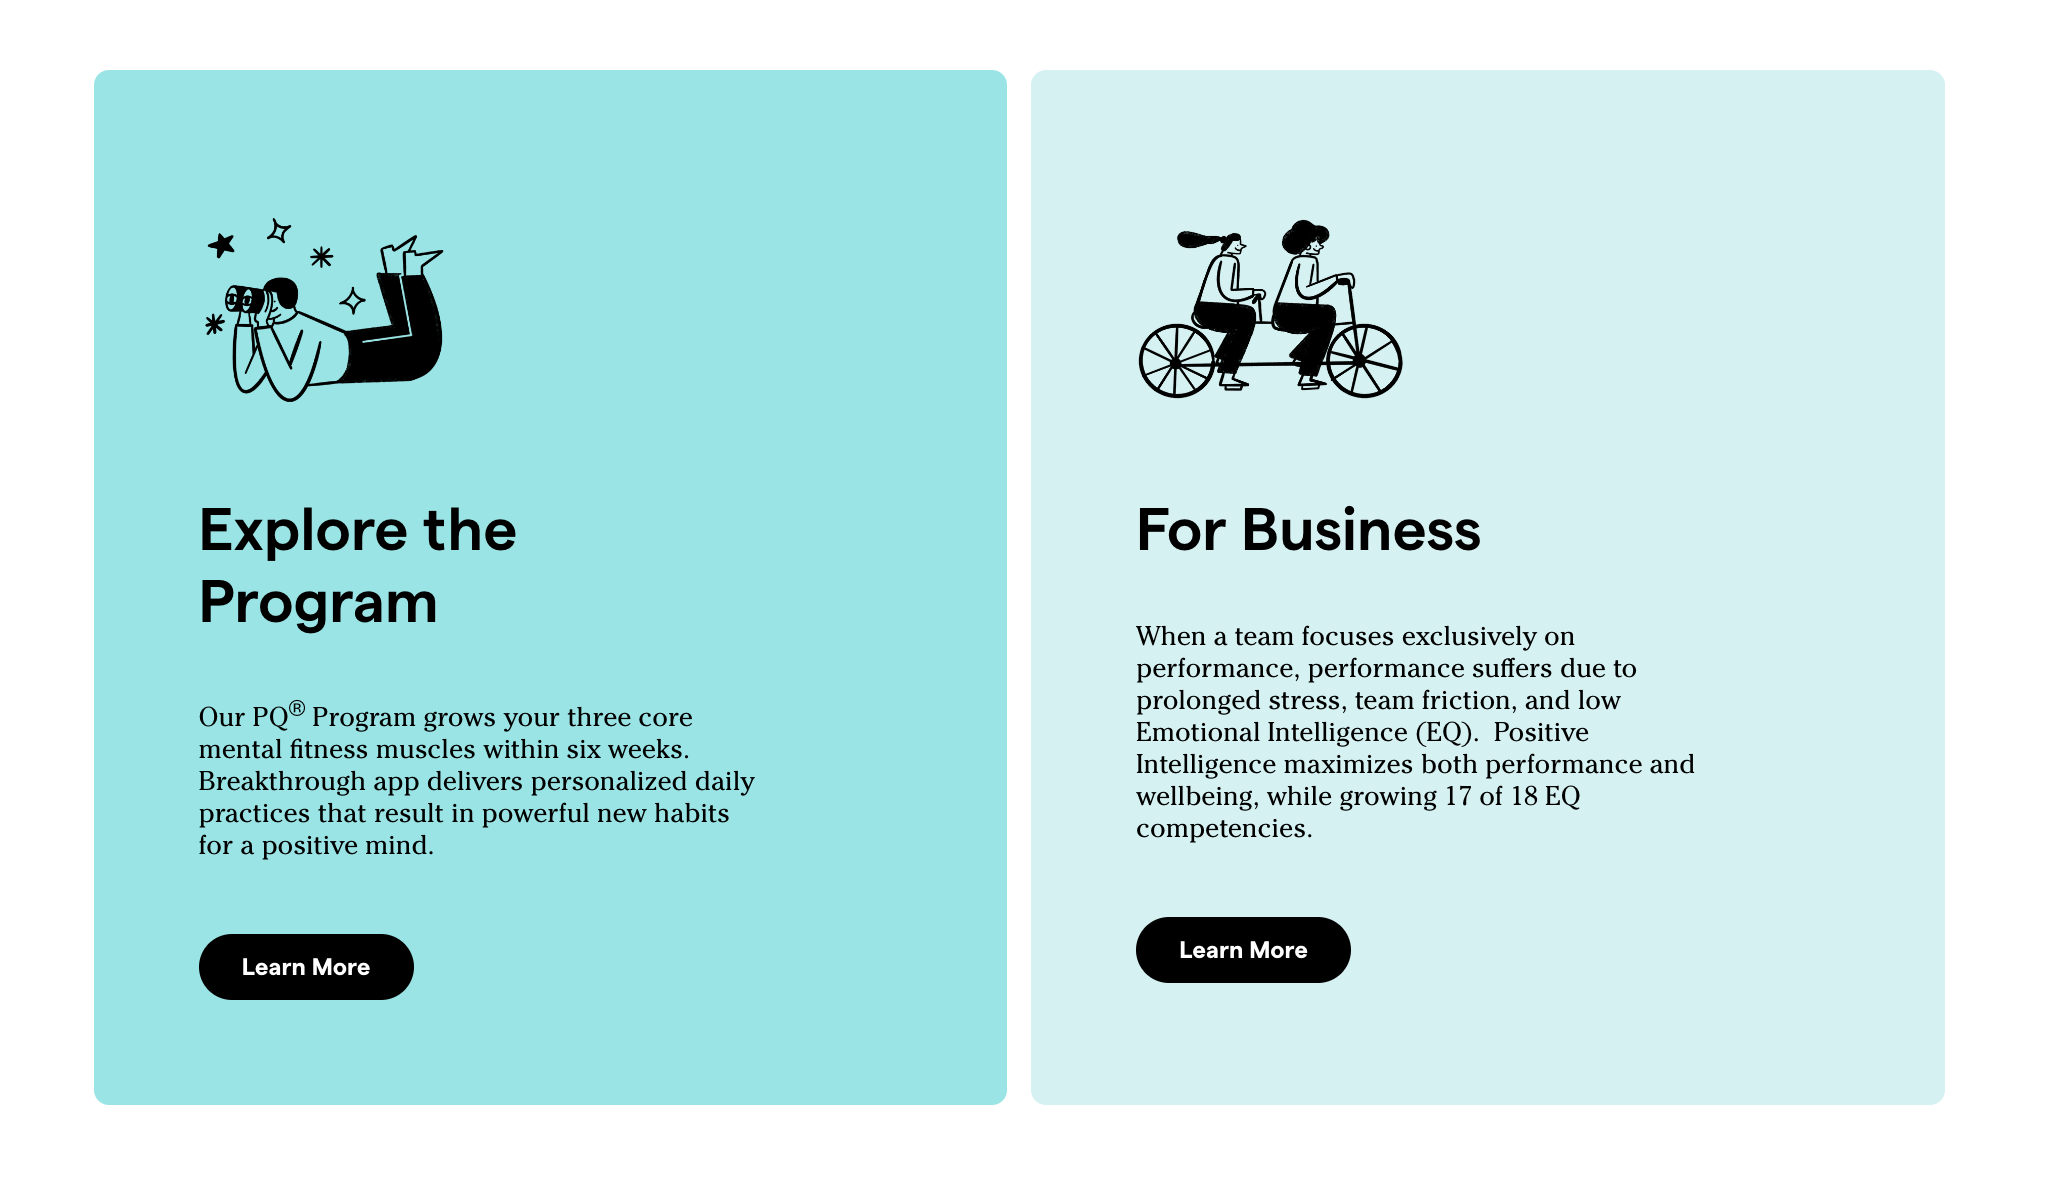 Explore the
Program
Our PQ® Program grows your three core
mental fitness muscles within six weeks.
Breakthrough app delivers personalized daily
practices that result in powerful new habits
for a positive mind.
Learn More
For Business
When a team focuses exclusively on
performance, performance suffers due to
prolonged stress, team friction, and low
Emotional Intelligence (EQ).  Positive
Intelligence maximizes both performance and
wellbeing, while growing 17 of 18 EQ
competencies.
Learn More